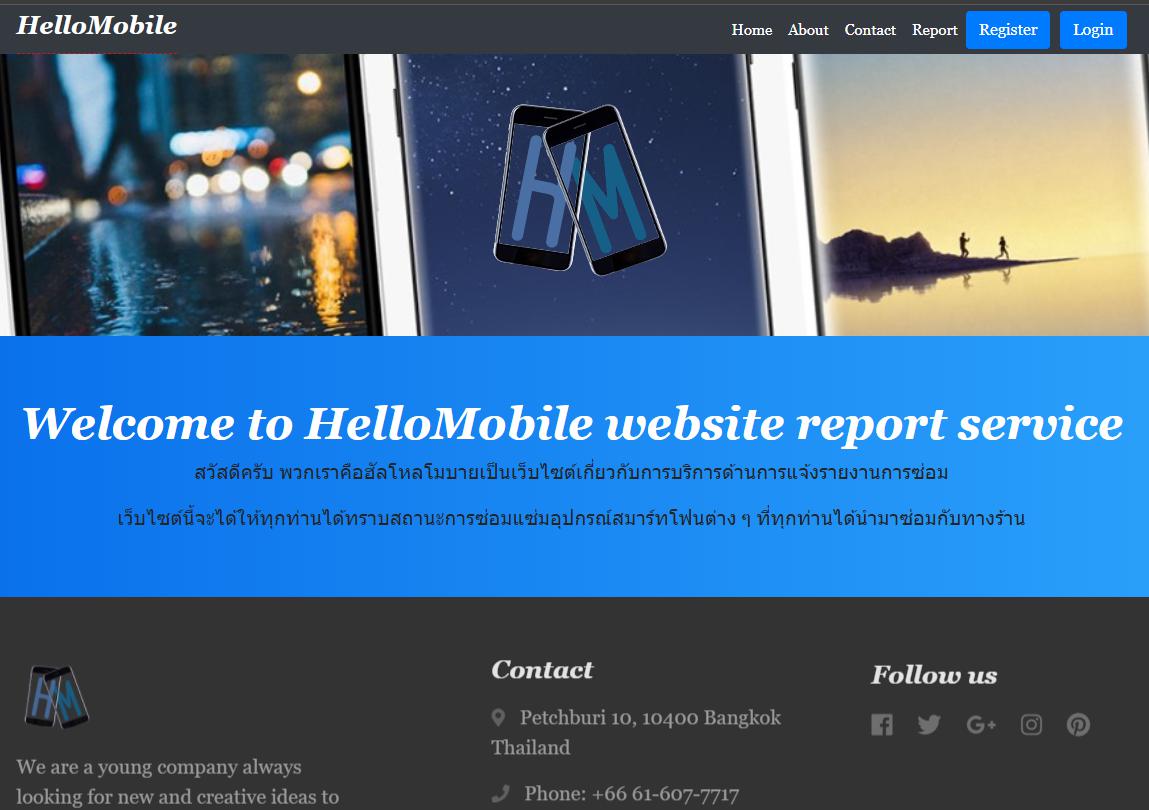 HelloMobile
Home About Contact Report Register Login
HM
Welcome to HelloMobile website report service
สวัสดีครับ พวกเราคือฮัลโหลโมบายเป็นเว็บไซต์เกี่ยวกับการบริการด้านการแจ้งรายงานการซ่อม
เว็บไซต์นี้จะได้ให้ทุกท่านได้ทราบสถานะการซ่อมแซ่มอุปกรณ์สมาร์ทโฟนต่าง ๆ ที่ทุกท่านได้นำมาซ่อมกับทางร้าน
HM
We are a young company always
looking for new and creative ideas to
Contact
Petchburi 10, 10400 Bangkok
Thailand
Phone: +66 61-607-7717
Follow us